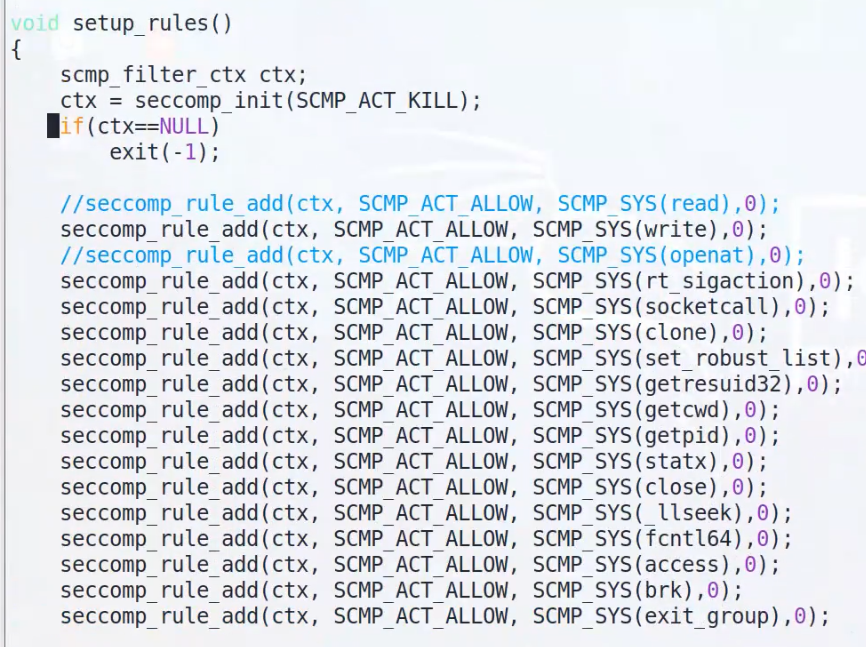 void setup_rules()
{
    scmp_filter_ctx ctx;
    ctx = seccomp_init(SCMP_ACT_KILL);
    if(ctx==NULL)
        exit(-1);
    //seccomp_rule_add(ctx, SCMP_ACT_ALLOW, SCMP_SYS(read),0);
    seccomp_rule_add(ctx, SCMP_ACT_ALLOW, SCMP_SYS(write),0);
    //seccomp_rule_add(ctx, SCMP_ACT_ALLOW, SCMP_SYS(openat),0);
    seccomp_rule_add(ctx, SCMP_ACT_ALLOW, SCMP_SYS(rt_sigaction),0);
    seccomp_rule_add(ctx, SCMP_ACT_ALLOW, SCMP_SYS(socketcall),0);
    seccomp_rule_add(ctx, SCMP_ACT_ALLOW, SCMP_SYS(clone),0);
    seccomp_rule_add(ctx, SCMP_ACT_ALLOW, SCMP_SYS(set_robust_list),0
    seccomp_rule_add(ctx, SCMP_ACT_ALLOW, SCMP_SYS(getresuid32),0);
    seccomp_rule_add(ctx, SCMP_ACT_ALLOW, SCMP_SYS(getcwd),0);
    seccomp_rule_add(ctx, SCMP_ACT_ALLOW, SCMP_SYS(getpid),0);
    seccomp_rule_add(ctx, SCMP_ACT_ALLOW, SCMP_SYS(statx),0);
    seccomp_rule_add(ctx, SCMP_ACT_ALLOW, SCMP_SYS(close),0);
    seccomp_rule_add(ctx, SCMP_ACT_ALLOW, SCMP_SYS(_llseek),0);
    seccomp_rule_add(ctx, SCMP_ACT_ALLOW, SCMP_SYS(fcntl64),0);
    seccomp_rule_add(ctx, SCMP_ACT_ALLOW, SCMP_SYS(access),0);
    seccomp_rule_add(ctx, SCMP_ACT_ALLOW, SCMP_SYS(brk),0);
    seccomp_rule_add(ctx, SCMP_ACT_ALLOW, SCMP_SYS(exit_group),0);